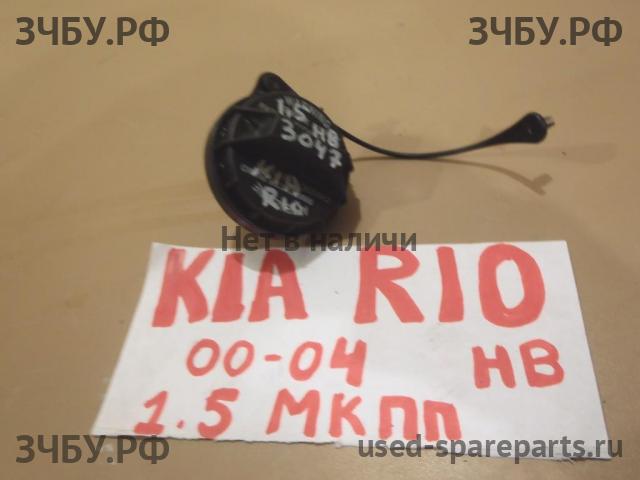 ЗЧБУ.РФ ЗЧБУ.РФ
1,5 HB
3047
KIA
RIO
Нет в наличи
KIA RIO
00-04 HB
1.5 МКПП
ЗЧБУ.РФ used-spareparts.ru